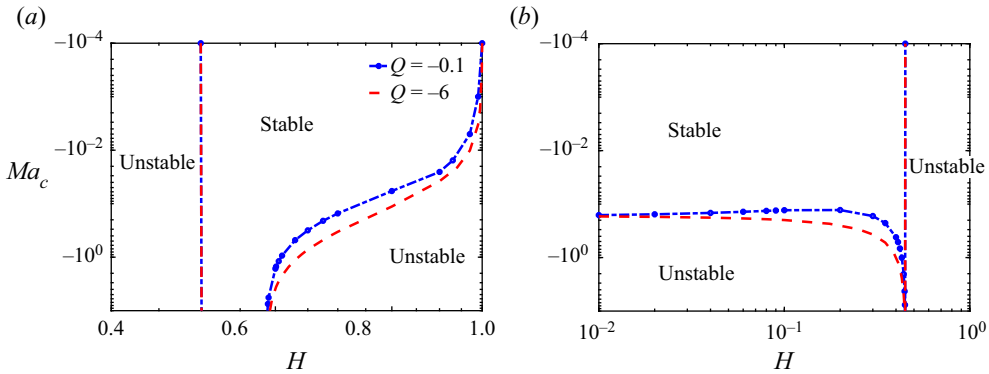 (a)
(b)
Ma_c
–10^–4
–10^–2
–10^0
Q = –0.1
Q = –6
Unstable
Stable
Unstable
0.4
0.6
0.8
1.0
H
–10^–4
–10^–2
–10^0
Stable
Unstable
Unstable
10^–2
10^–1
10^0
H